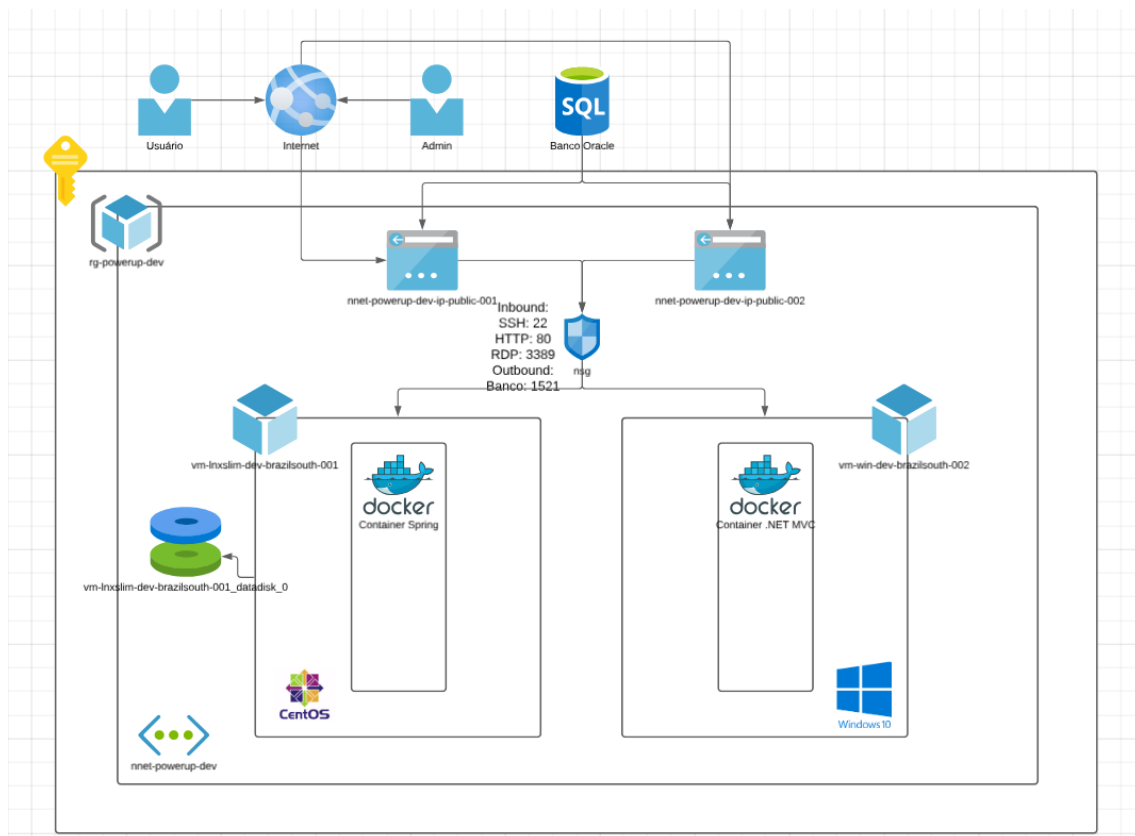 SQL
Usuário
Internet
Admin
Banco Oracle
rg-powerup-dev
nnet-powerup-dev-ip-public-001
nnet-powerup-dev-ip-public-002
Inbound:
SSH: 22
HTTP: 80
RDP: 3389
Outbound:
Banco: 1521
nsg
vm-lnxslim-dev-brazilsouth-001
vm-win-dev-brazilsouth-002
docker
Container Spring
docker
Container .NET MVC
vm-lnxslim-dev-brazilsouth-001_datadisk_0
CentOS
Windows10
nnet-powerup-dev